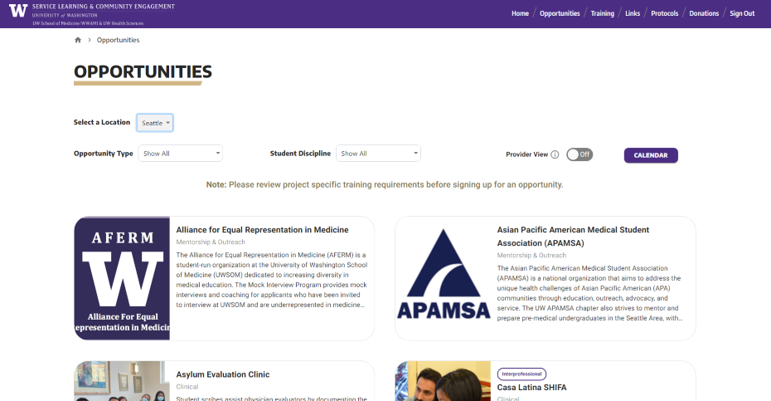 SERVICE LEARNING & COMMUNITY ENGAGEMENT
UNIVERSITY of WASHINGTON
UW School of Medicine WWAMI & UW Health Sciences
Home / Opportunities / Training / Links / Protocols / Donations / Sign Out
> Opportunities
OPPORTUNITIES
Select a Location Seattle
Opportunity Type Show All
Student Discipline Show All
Provider View Off
CALENDAR
Note: Please review project specific training requirements before signing up for an opportunity.
AFERM
W
Alliance For Equal
epresentation in Medicin
Alliance for Equal Representation in Medicine
Mentorship & Outreach
The Alliance for Equal Representation in Medicine (AFERM) is a
student-run organization at the University of Washington School
of Medicine (UWSOM) dedicated to increasing diversity in
medical education. The Mock Interview Program provides mock
interviews and coaching for applicants who have been invited
to interview at UWSOM and are underrepresented in medicine...
APAMSA
Asian Pacific American Medical Student
Association (APAMSA)
Mentorship & Outreach
The Asian Pacific American Medical Student Association
(APAMSA) is a national organization that aims to address the
unique health challenges of Asian Pacific American (APA)
communities through education, outreach, advocacy, and
service. The UW APAMSA chapter also strives to mentor and
prepare pre-medical undergraduates in the Seattle Area, with...
Asylum Evaluation Clinic
Clinical
Student scribes assist physician evaluators by documenting the
Interprofessional
Casa Latina SHIFA
Clinical